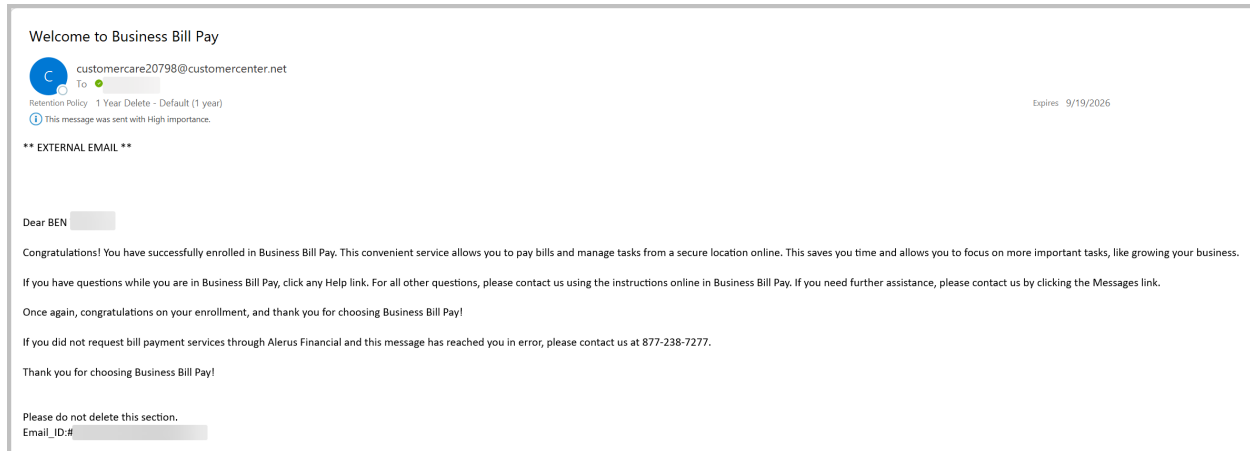 Welcome to Business Bill Pay
C
customercare20798@customercenter.net
To
Retention Policy 1 Year Delete - Default (1 year)
Expires 9/19/2026
This message was sent with High importance.
** EXTERNAL EMAIL **
Dear BEN
Congratulations! You have successfully enrolled in Business Bill Pay. This convenient service allows you to pay bills and manage tasks from a secure location online. This saves you time and allows you to focus on more important tasks, like growing your business.
If you have questions while you are in Business Bill Pay, click any Help link. For all other questions, please contact us using the instructions online in Business Bill Pay. If you need further assistance, please contact us by clicking the Messages link.
Once again, congratulations on your enrollment, and thank you for choosing Business Bill Pay!
If you did not request bill payment services through Alerus Financial and this message has reached you in error, please contact us at 877-238-7277.
Thank you for choosing Business Bill Pay!
Please do not delete this section.
Email_ID:#